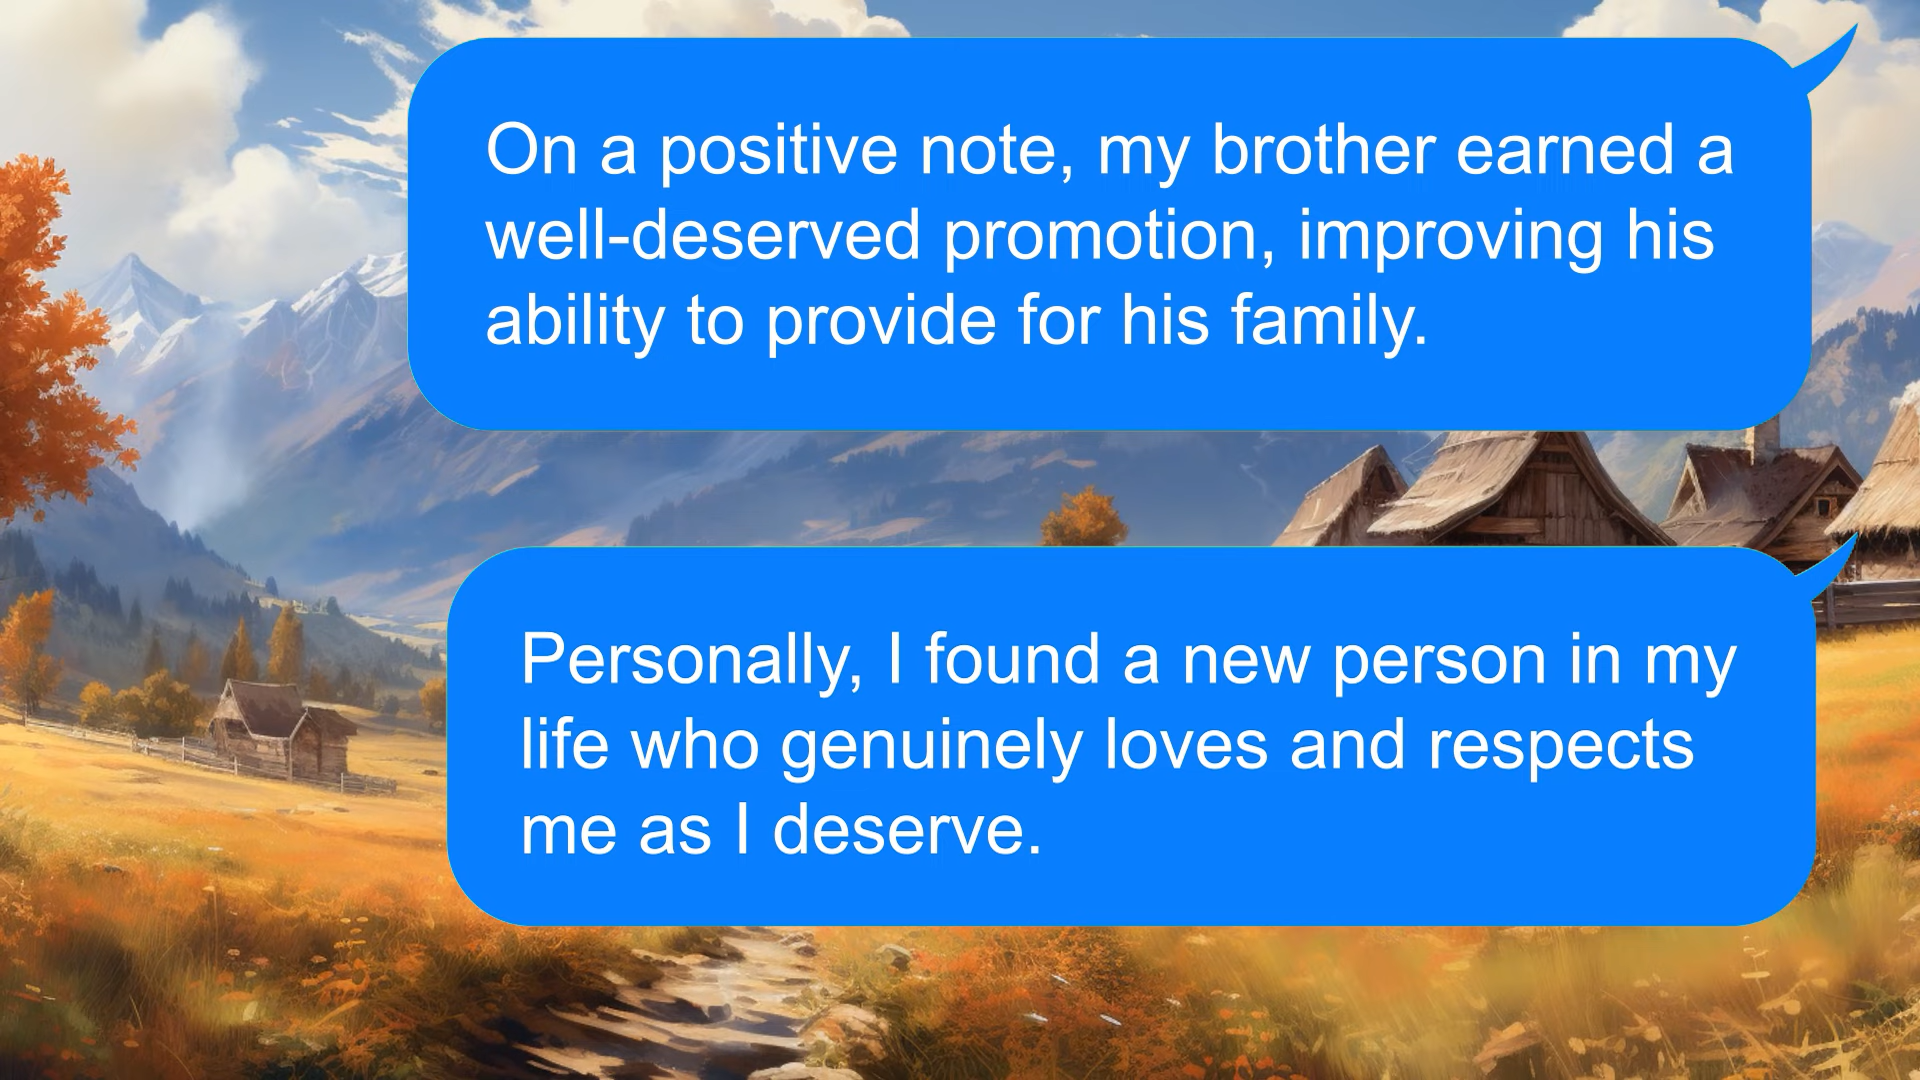 On a positive note, my brother earned a
well-deserved promotion, improving his
ability to provide for his family.
Personally, I found a new person in my
life who genuinely loves and respects
me as I deserve.